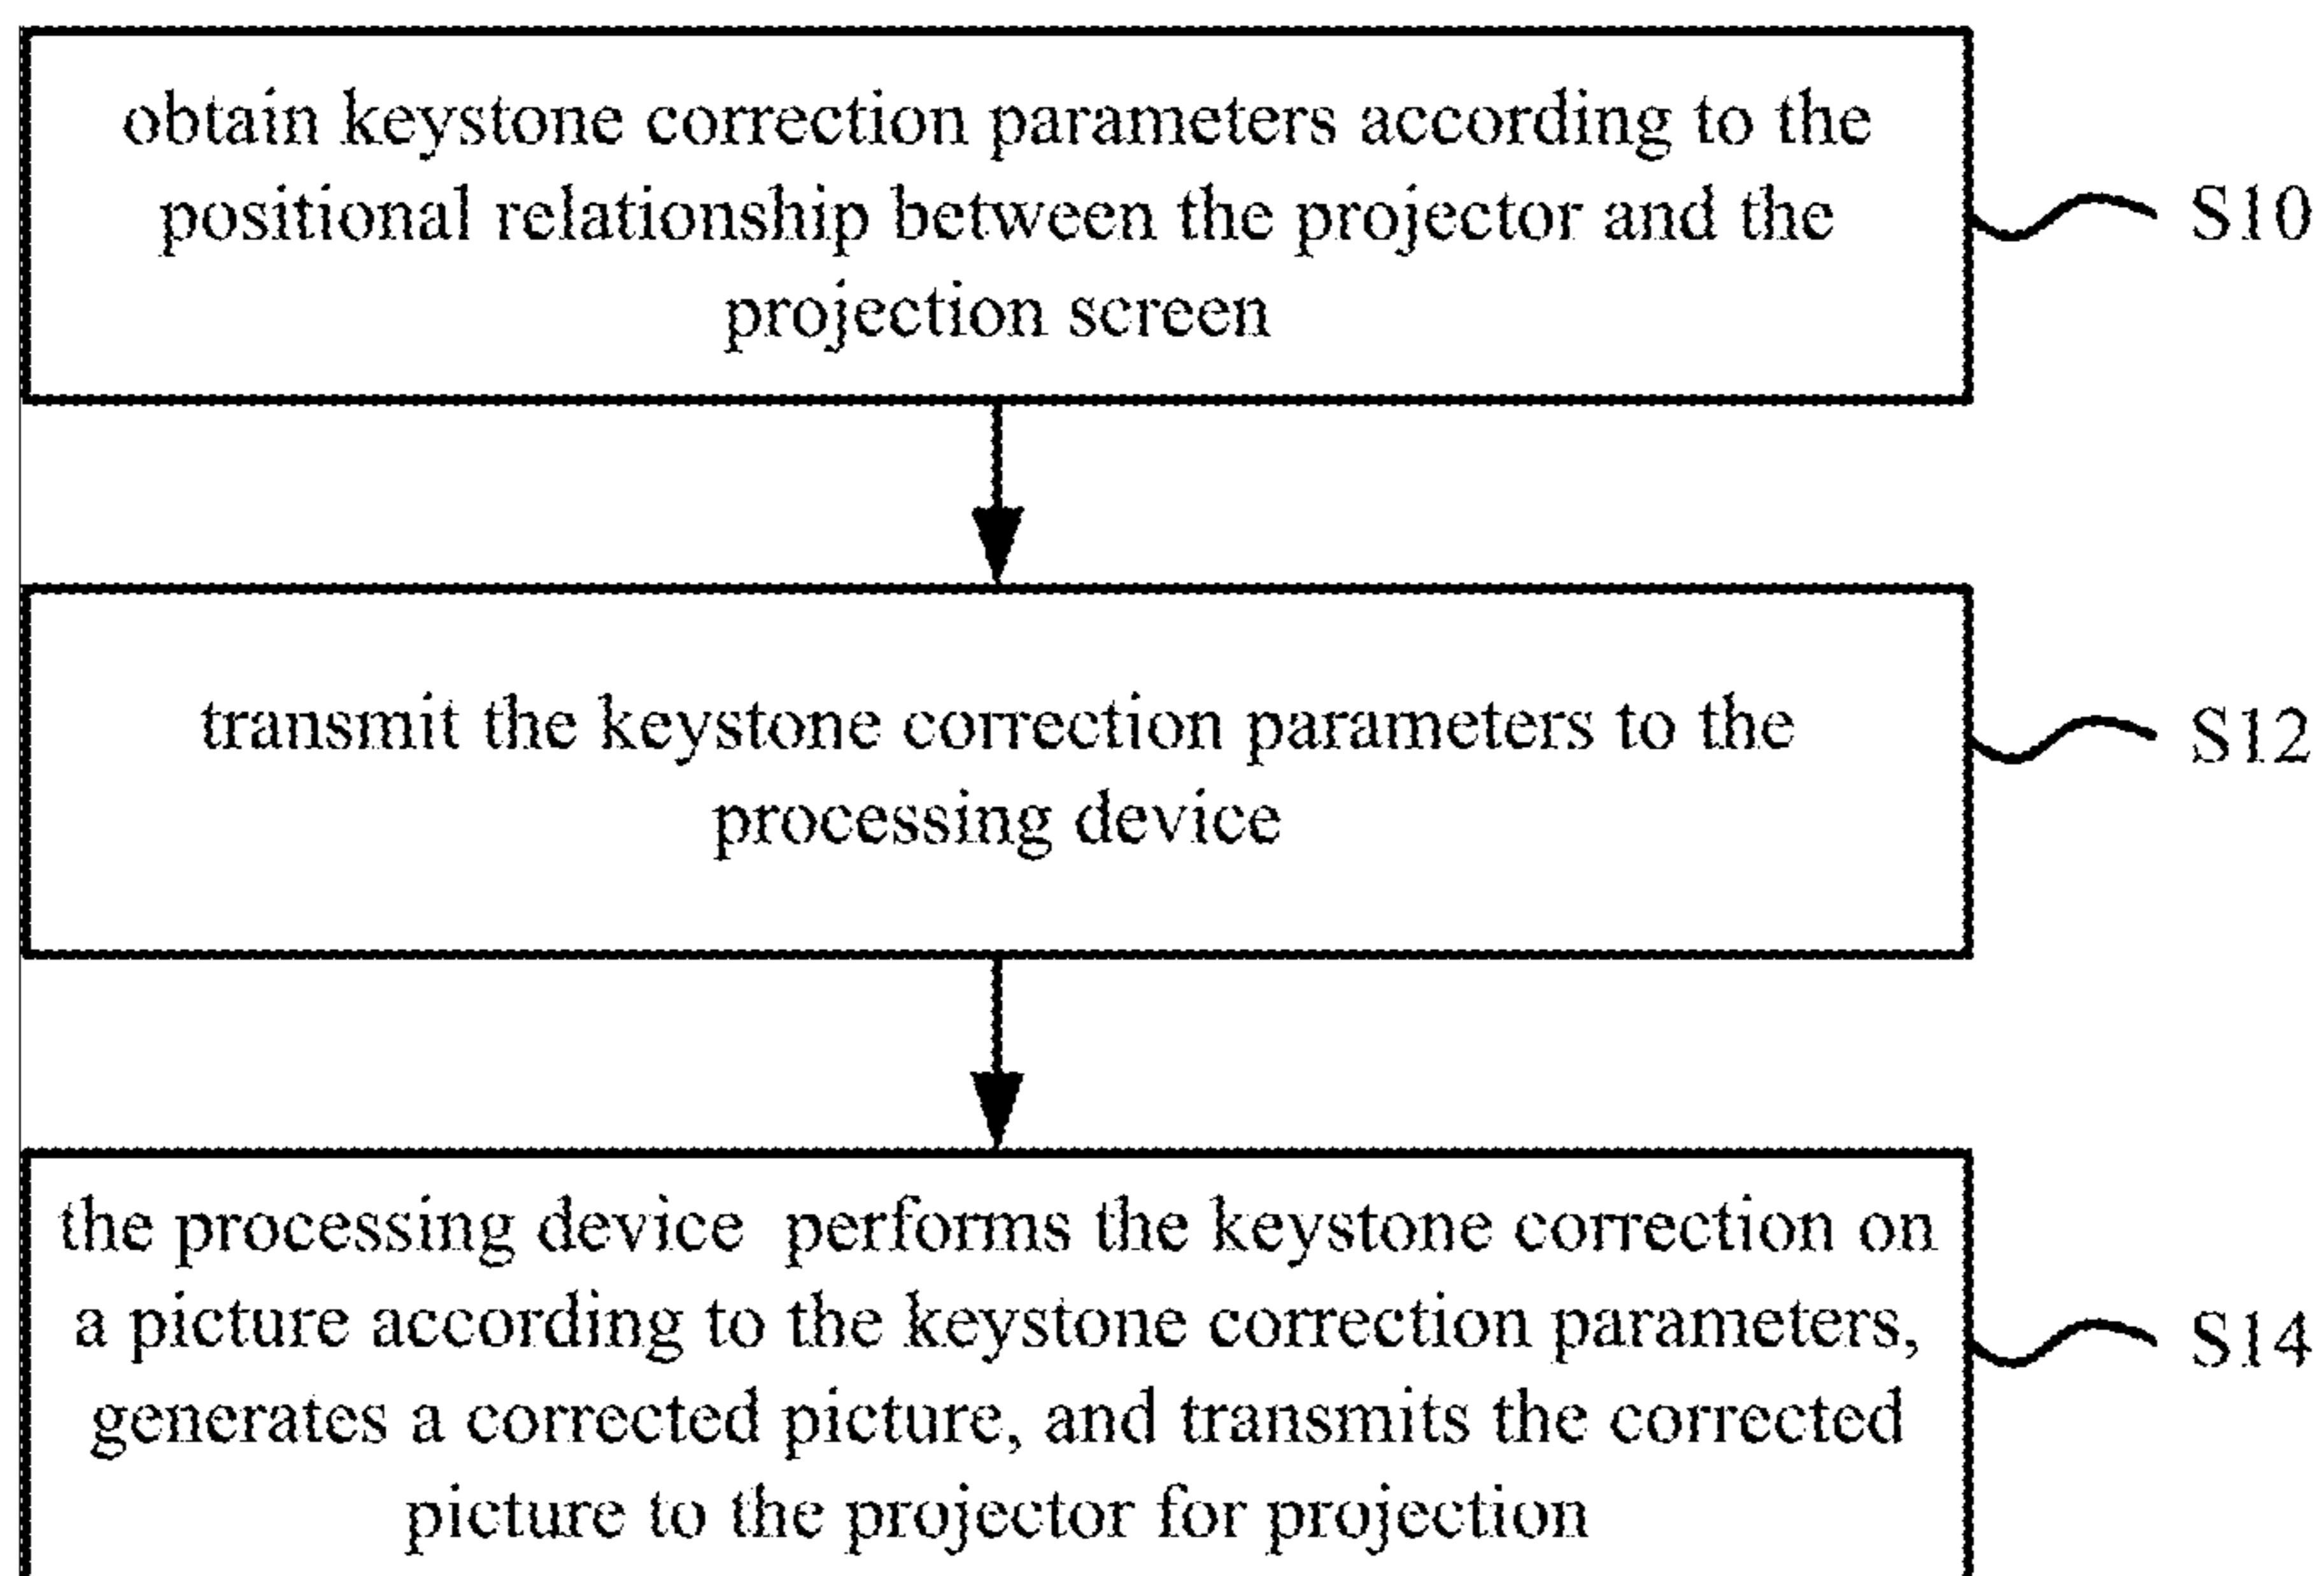 obtain keystone correction parameters according to the
positional relationship between the projector and the
projection screen
S10
transmit the keystone correction parameters to the
processing device
S12
the processing device performs the keystone correction on
a picture according to the keystone correction parameters,
generates a corrected picture, and transmits the corrected
picture to the projector for projection
S14